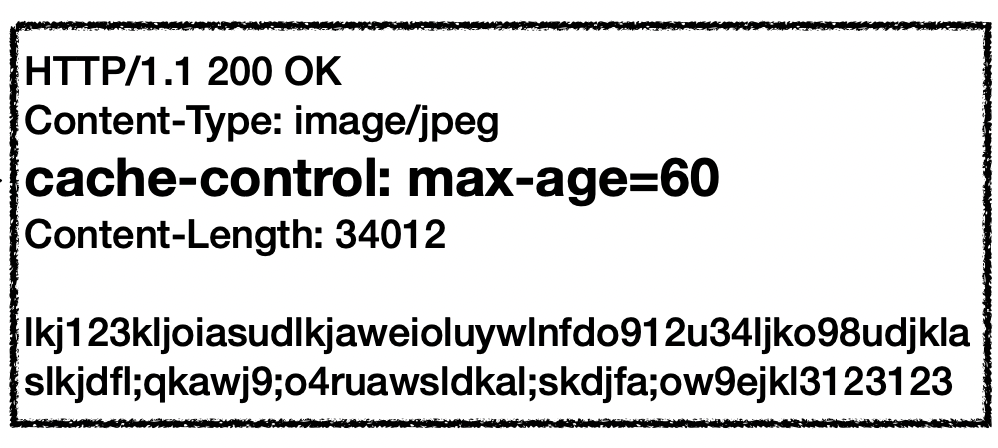 HTTP/1.1 200 OK
Content-Type: image/jpeg
cache-control: max-age=60
Content-Length: 34012
lkj123kljoiasudlkjaweioluywlnfdo912u34ljko98udjkla
slkjdfl;qkawj9;o4ruawsldkal;skdjfa;ow9ejkl3123123